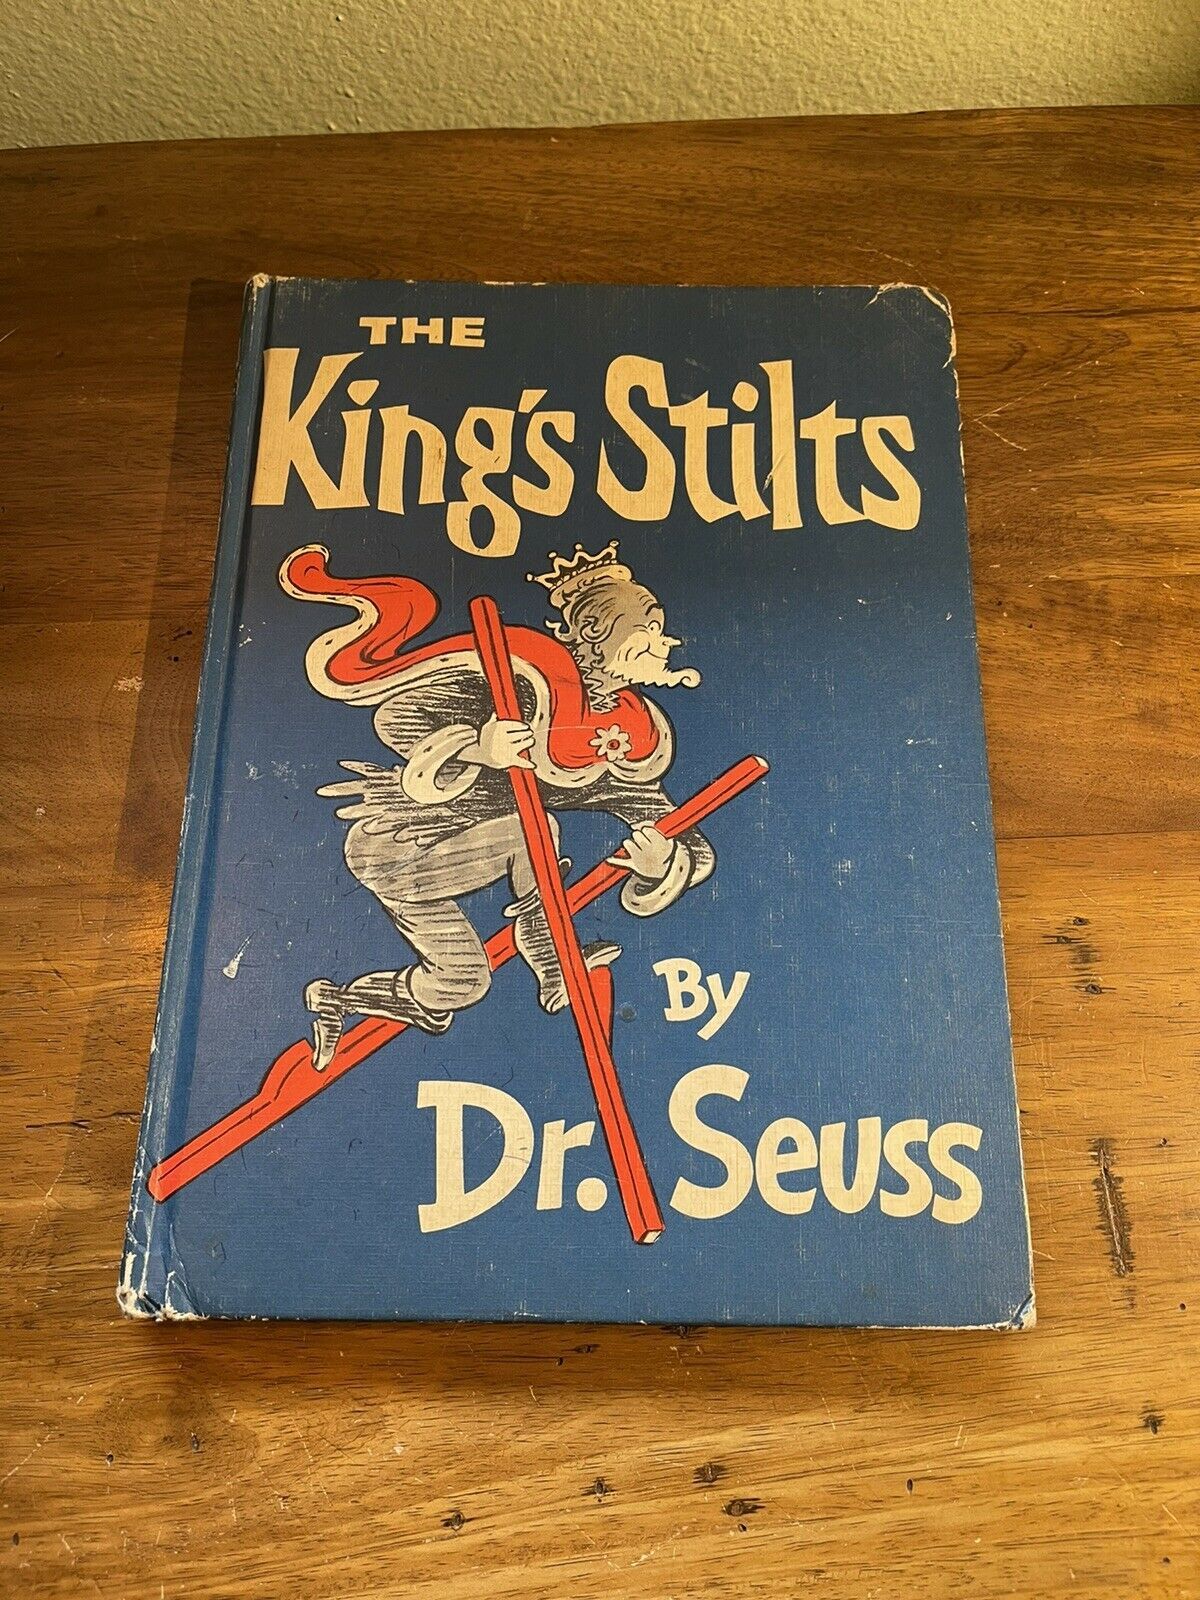 THE
King's Stilts
By
Dr. Seuss